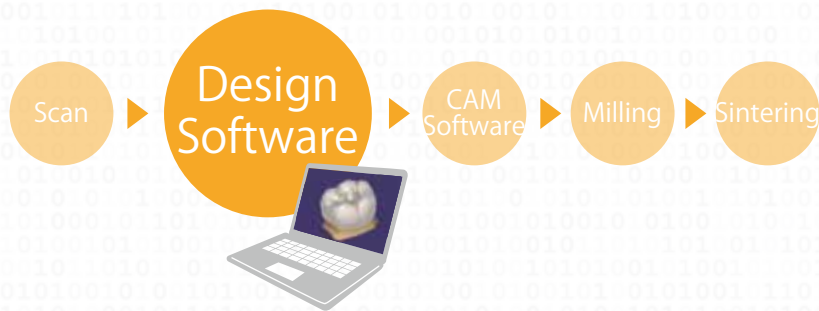 Scan
Design
Software
CAM
Software
Milling
Sintering